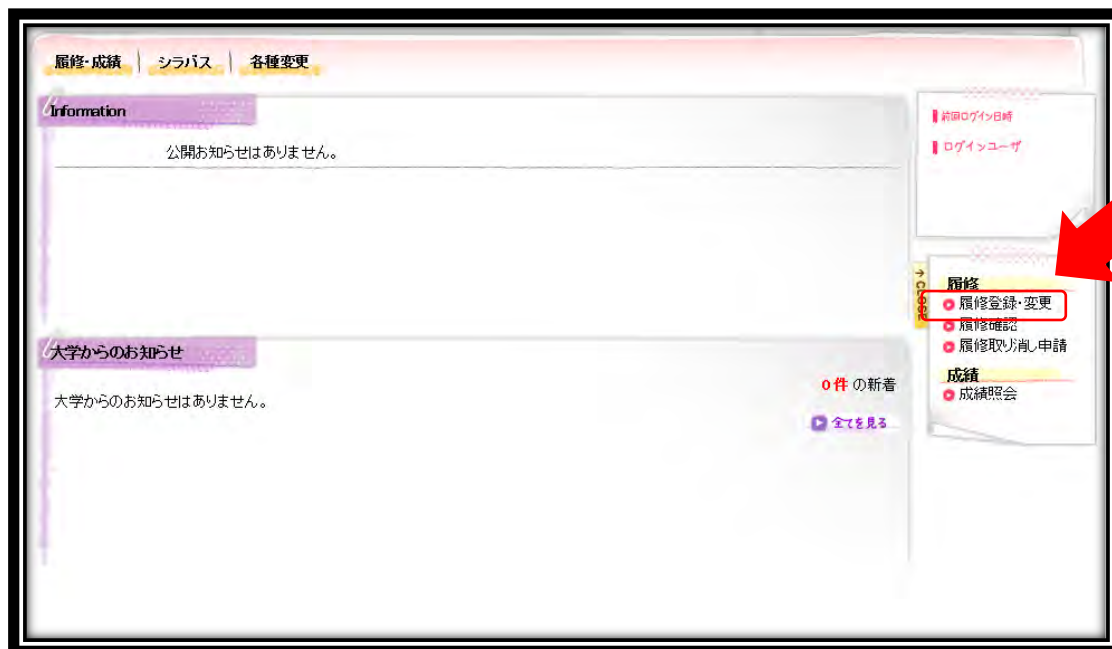 履修・成績 シラバス 各種変更
Information
公開お知らせはありません。
前回ログイン日時
ログインユーザ
→ CLOSE
履修
履修登録・変更
履修確認
履修取り消し申請
成績
成績照会
大学からのお知らせ
0件 の新着
大学からのお知らせはありません。
全てを見る